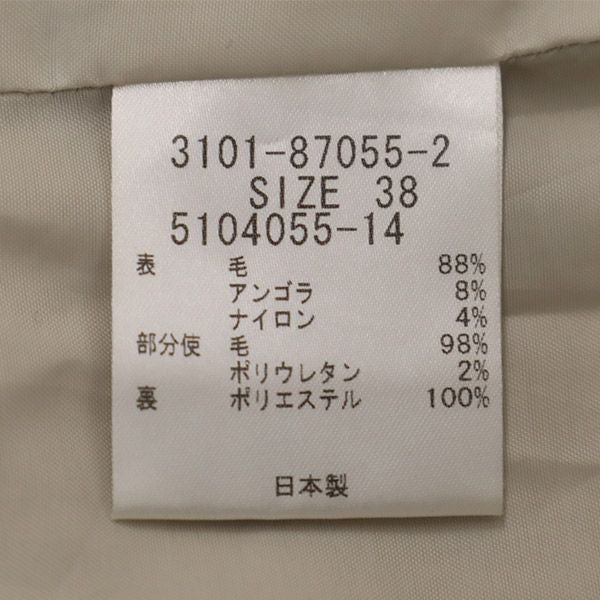 3101-87055-2
SIZE 38
5104055-14
表 毛 88%
アンゴラ 8%
ナイロン 4%
部分使 毛 98%
ポリウレタン 2%
裏 ポリエステル 100%
日本製